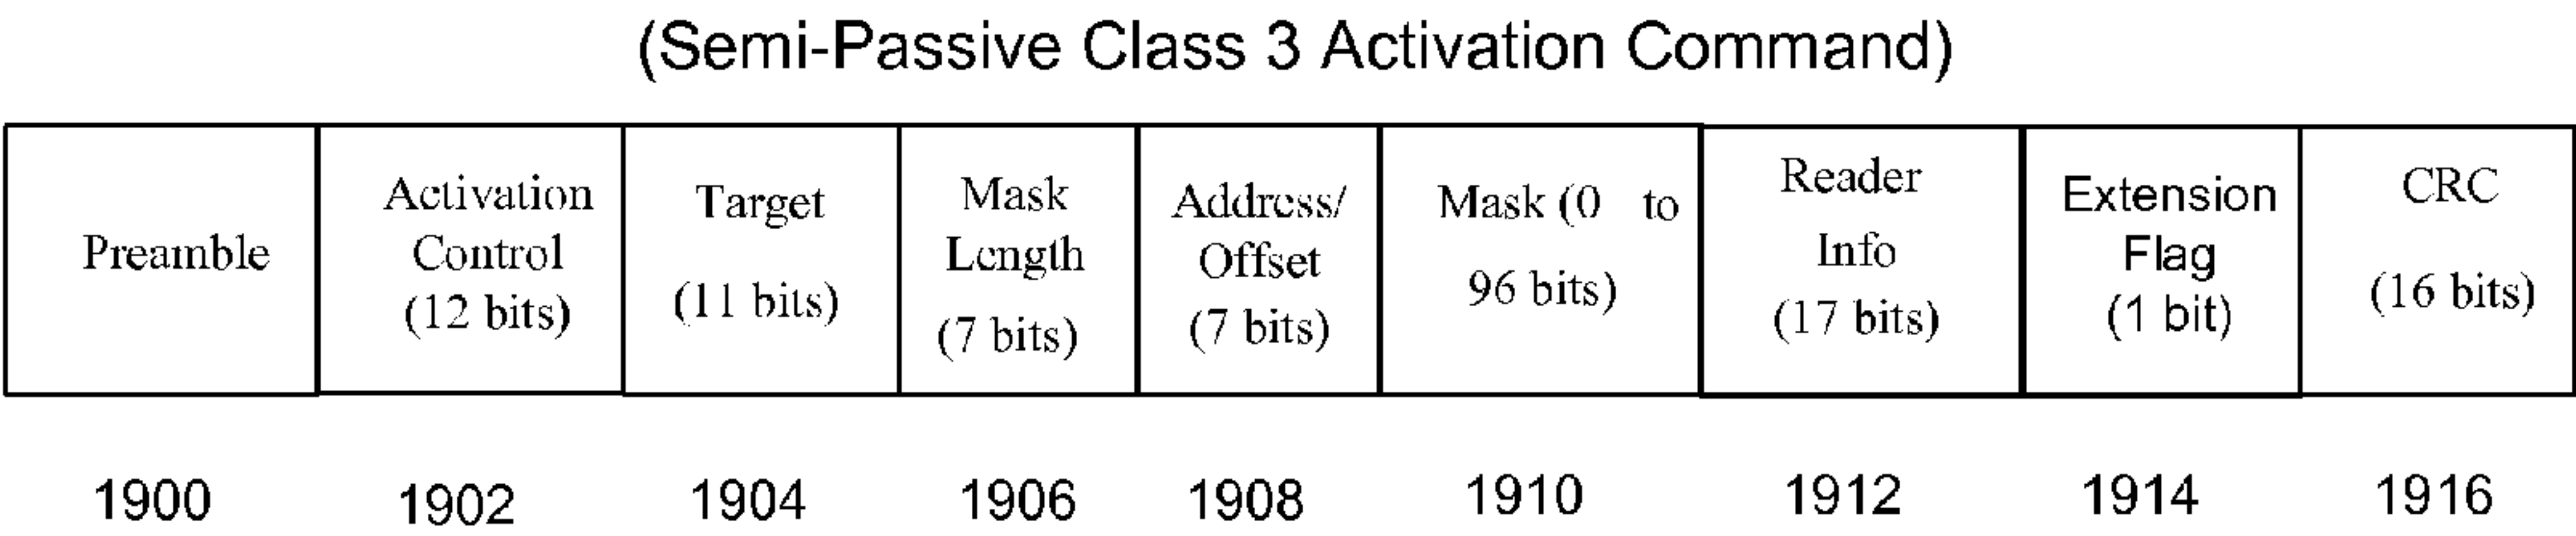 (Semi-Passive Class 3 Activation Command)
Preamble
Activation
Control
(12 bits)
Target
(11 bits)
Mask
Length
(7 bits)
Address/
Offset
(7 bits)
Mask (0 to
96 bits)
Reader
Info
(17 bits)
Extension
Flag
(1 bit)
CRC
(16 bits)
1900 1902 1904 1906 1908 1910 1912 1914 1916